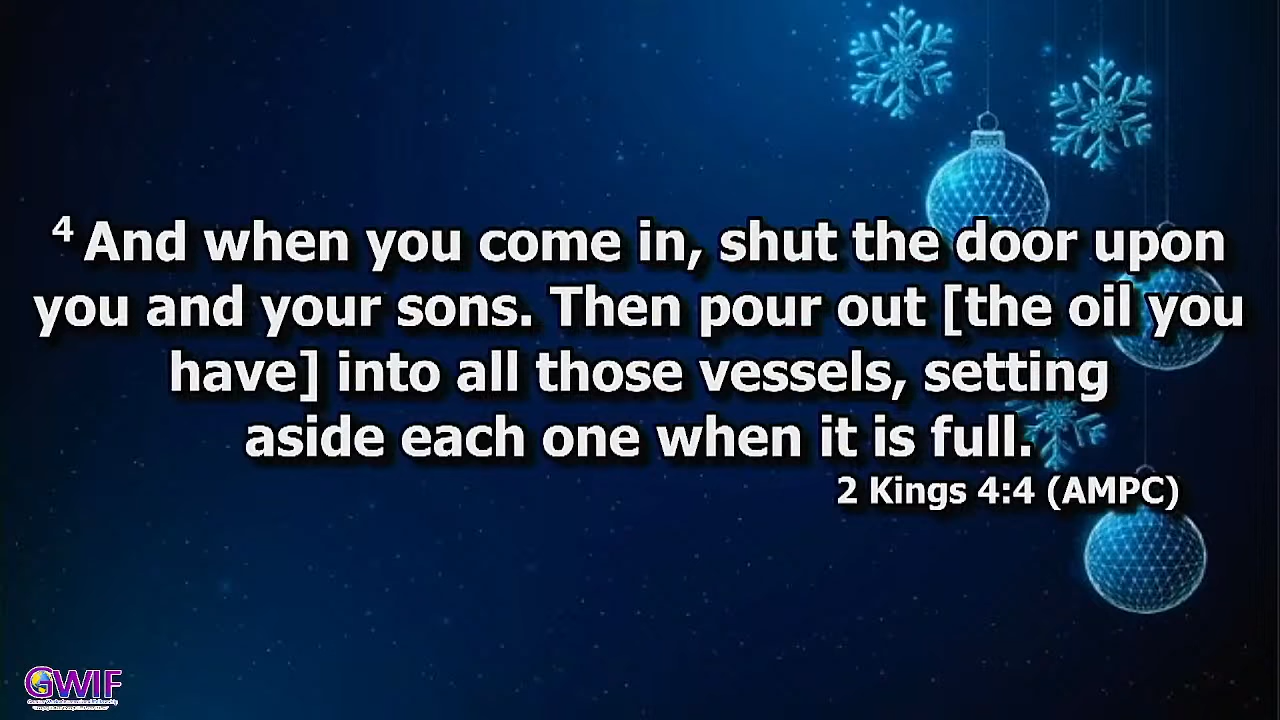 4 And when you come in, shut the door upon
you and your sons. Then pour out [the oil you
have] into all those vessels, setting
aside each one when it is full.
2 Kings 4:4 (AMPC)
GWIF